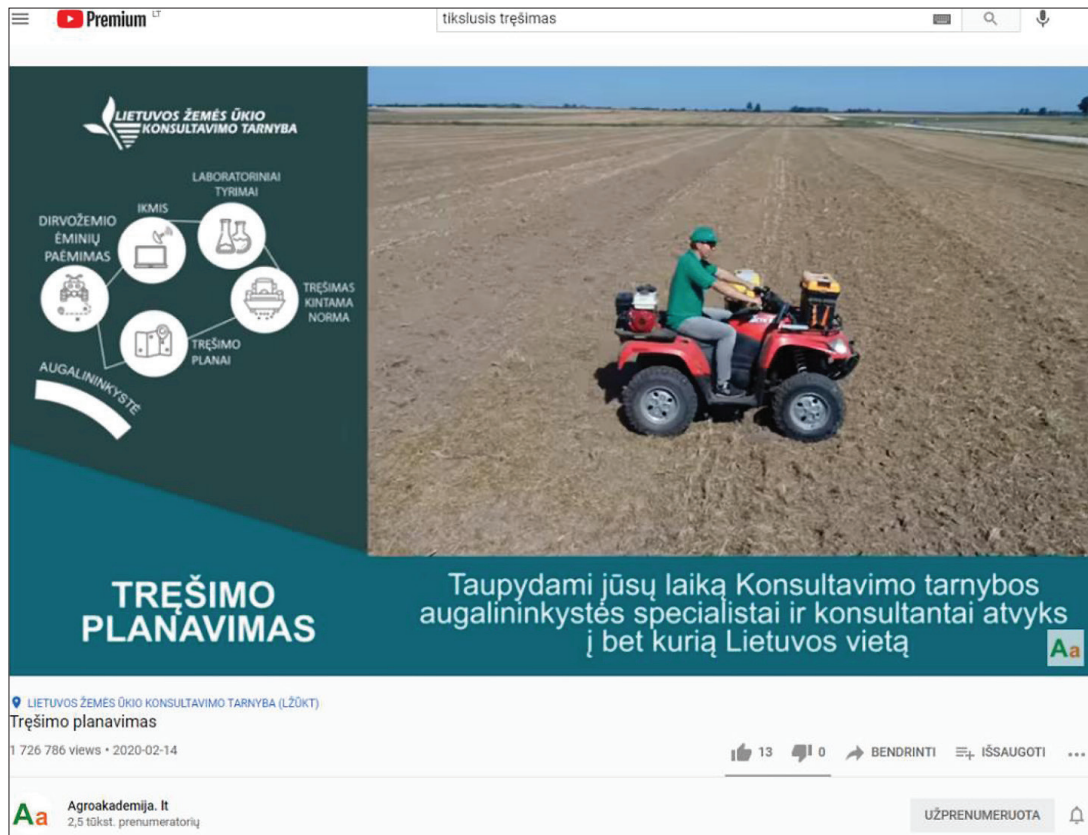 Premium LT
tikslusis tręšimas
LIETUVOS ŽEMĖS ŪKIO
KONSULTAVIMO TARNYBA
LABORATORINIAI
TYRIMAI
IKMIS
DIRVOŽEMIO
ĖMINIŲ
PAĖMIMAS
TRĘŠIMAS
KINTAMA
NORMA
TRĘŠIMO
PLANAI
AUGALININKYSTĖ
TRĘŠIMO
PLANAVIMAS
Taupydami jūsų laiką Konsultavimo tarnybos
augalininkystės specialistai ir konsultantai atvyks
į bet kurią Lietuvos vietą
Aa
LIETUVOS ŽEMĖS ŪKIO KONSULTAVIMO TARNYBA (LŽŪKT)
Tręšimo planavimas
1 726 786 views • 2020-02-14
13 0 BENDRINTI IŠSAUGOTI
Aa
Agroakademija. lt
2,5 tūkst. prenumeratorių
UŽPRENUMERUOTA